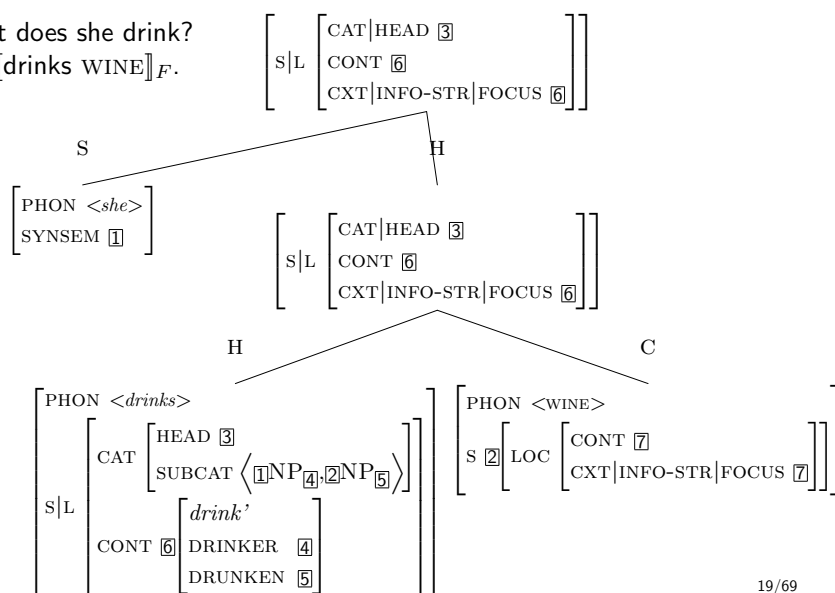 t does she drink?
⟦drinks WINE⟧F.
S|L
CAT|HEAD 3
CONT 6
CXT|INFO-STR|FOCUS 6
S
H
PHON <she>
SYNSEM 1
S|L
CAT|HEAD 3
CONT 6
CXT|INFO-STR|FOCUS 6
H
C
PHON <drinks>
S|L
CAT
HEAD 3
SUBCAT ⟨1NP4,2NP5⟩
CONT 6
drink'
DRINKER 4
DRUNKEN 5
PHON <WINE>
S 2
LOC
CONT 7
CXT|INFO-STR|FOCUS 7
19/69